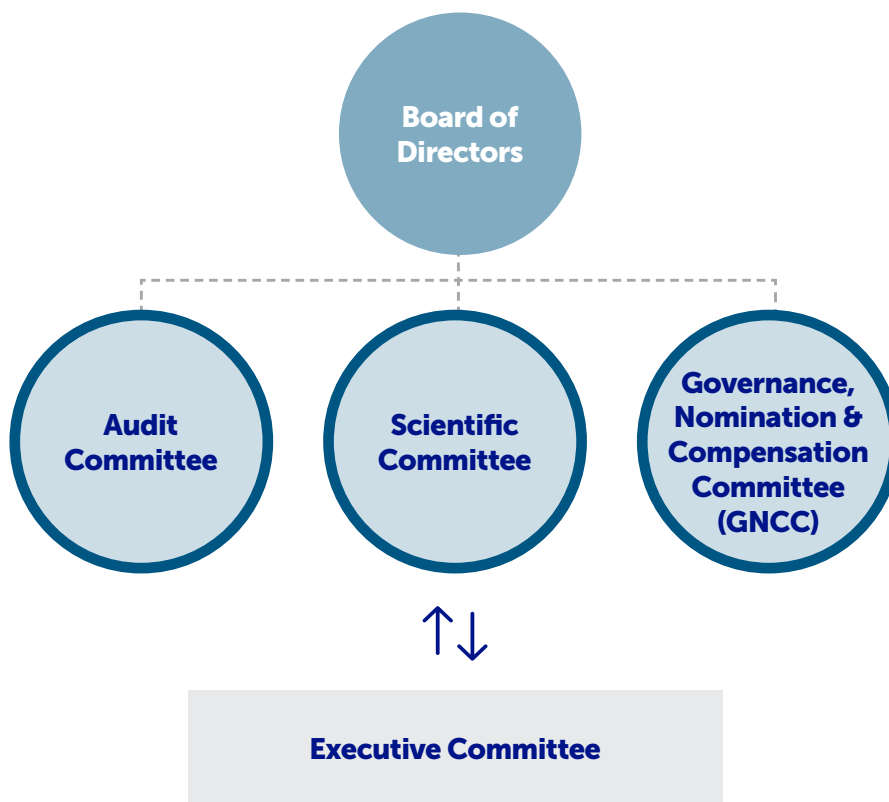 Board of
Directors
Audit
Committee
Scientific
Committee
Governance,
Nomination &
Compensation
Committee
(GNCC)
Executive Committee